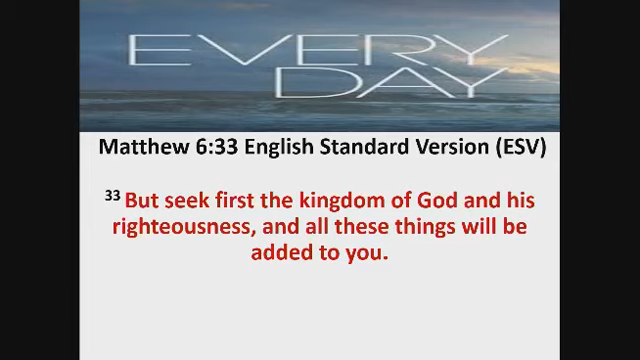 EVERY
DAY
Matthew 6:33 English Standard Version (ESV)
33 But seek first the kingdom of God and his
righteousness, and all these things will be
added to you.